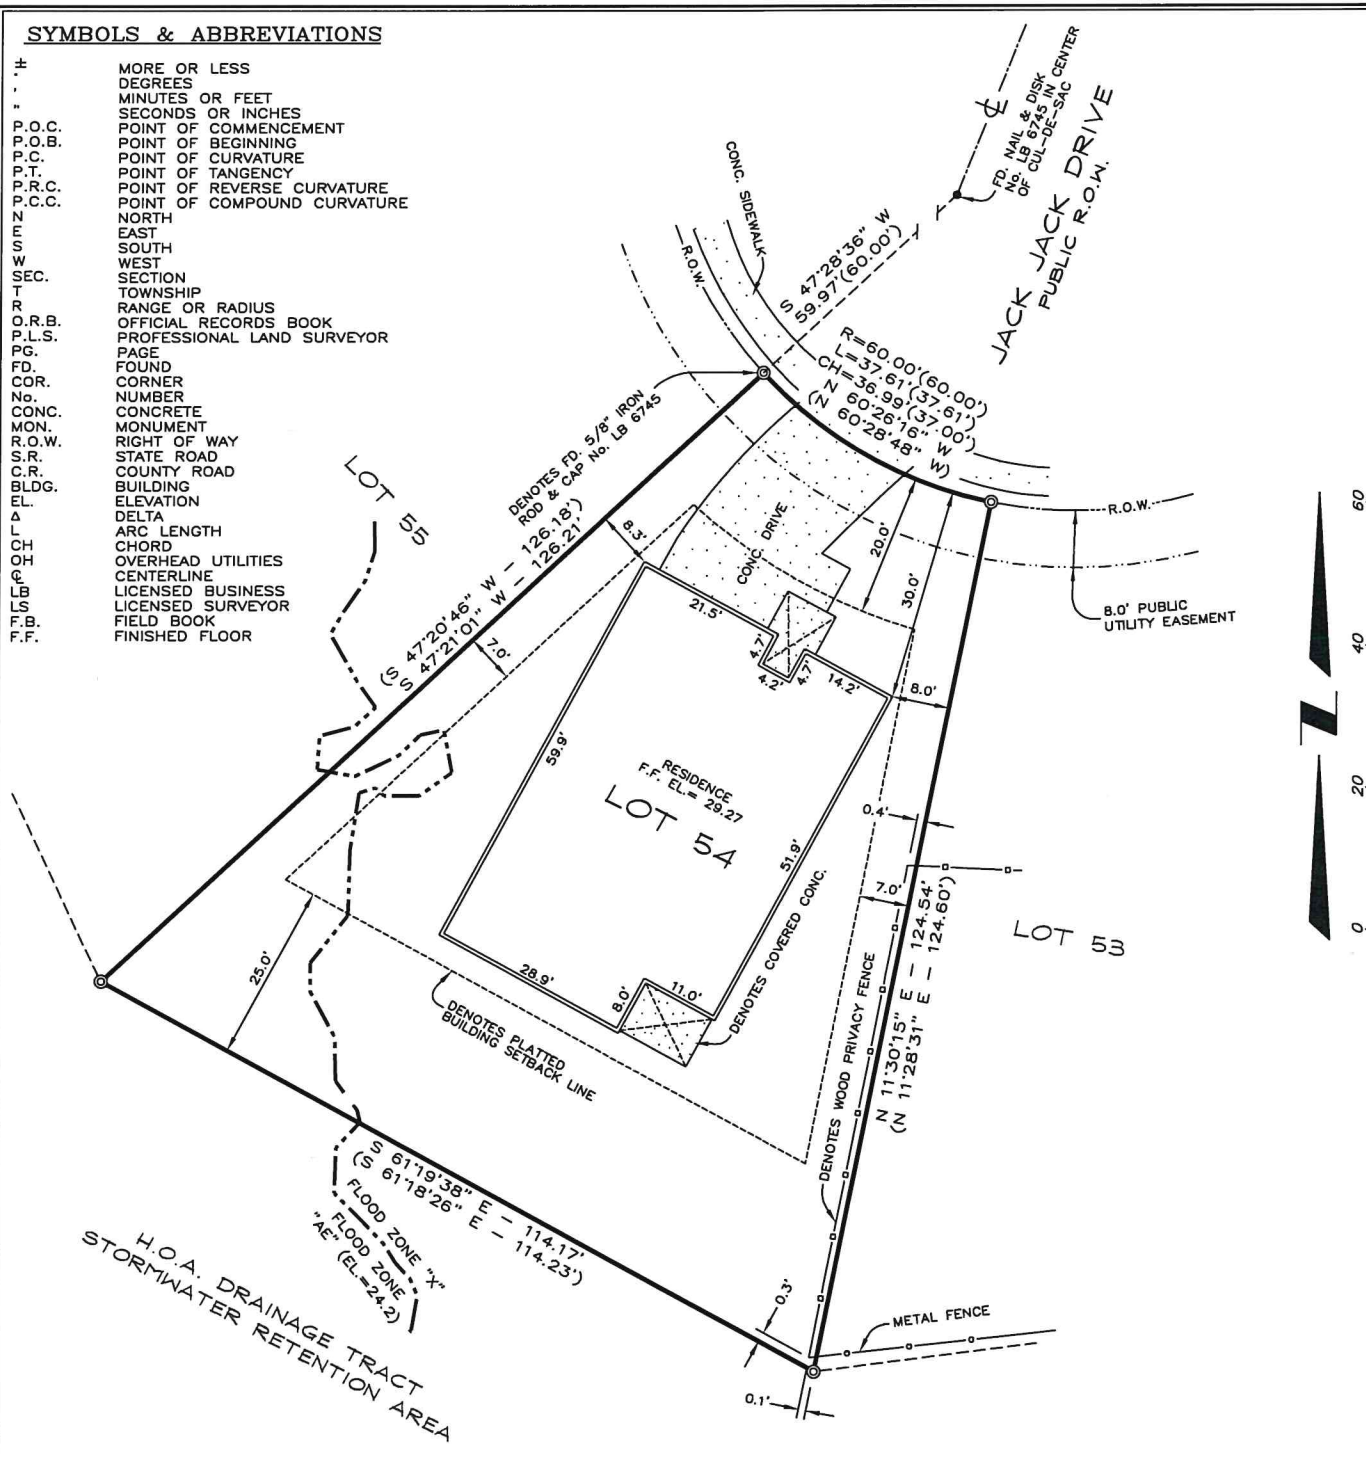 SYMBOLS & ABBREVIATIONS
± MORE OR LESS
° DEGREES
' MINUTES OR FEET
" SECONDS OR INCHES
P.O.C. POINT OF COMMENCEMENT
P.O.B. POINT OF BEGINNING
P.C. POINT OF CURVATURE
P.T. POINT OF TANGENCY
P.R.C. POINT OF REVERSE CURVATURE
P.C.C. POINT OF COMPOUND CURVATURE
N NORTH
E EAST
S SOUTH
W WEST
SEC. SECTION
T TOWNSHIP
R RANGE OR RADIUS
O.R.B. OFFICIAL RECORDS BOOK
P.L.S. PROFESSIONAL LAND SURVEYOR
PG. PAGE
FD. FOUND
COR. CORNER
No. NUMBER
CONC. CONCRETE
MON. MONUMENT
R.O.W. RIGHT OF WAY
S.R. STATE ROAD
C.R. COUNTY ROAD
BLDG. BUILDING
EL. ELEVATION
Δ DELTA
L ARC LENGTH
CH CHORD
OH OVERHEAD UTILITIES
℄ CENTERLINE
LB LICENSED BUSINESS
LS LICENSED SURVEYOR
F.B. FIELD BOOK
F.F. FINISHED FLOOR
℄
FD. NAIL & DISK
No. LB 6745 IN CENTER
OF CUL-DE-SAC
JACK JACK DRIVE
PUBLIC R.O.W.
CONC. SIDEWALK
R.O.W.
S 47°28'36" W
59.97'(60.00')
R=60.00'(60.00')
L=37.61'(37.61')
CH=36.99'(37.00')
N 60°26'16" W
(N 60°28'48" W)
DENOTES FD. 5/8" IRON
ROD & CAP No. LB 6745
LOT 55
(S 47°20'46" W - 126.18')
S 47°21'01" W - 126.21'
8.3'
7.0'
CONC. DRIVE
20.0'
30.0'
R.O.W.
8.0' PUBLIC
UTILITY EASEMENT
21.5'
4.7'
4.2'
4.7'
14.2'
8.0'
59.9'
RESIDENCE
F.F. EL.= 29.27
LOT 54
51.9'
0.4'
7.0'
N 11°30'15" E - 124.54'
(N 11°28'31" E - 124.60')
LOT 53
25.0'
28.9'
8.0'
11.0'
DENOTES COVERED CONC.
DENOTES PLATTED
BUILDING SETBACK LINE
DENOTES WOOD PRIVACY FENCE
S 61°19'38" E - 114.17'
(S 61°18'26" E - 114.23')
FLOOD ZONE "X"
FLOOD ZONE
"AE" (EL.=24.2)
H.O.A. DRAINAGE TRACT
STORMWATER RETENTION AREA
0.3'
METAL FENCE
0.1'
60
40
20
0
N